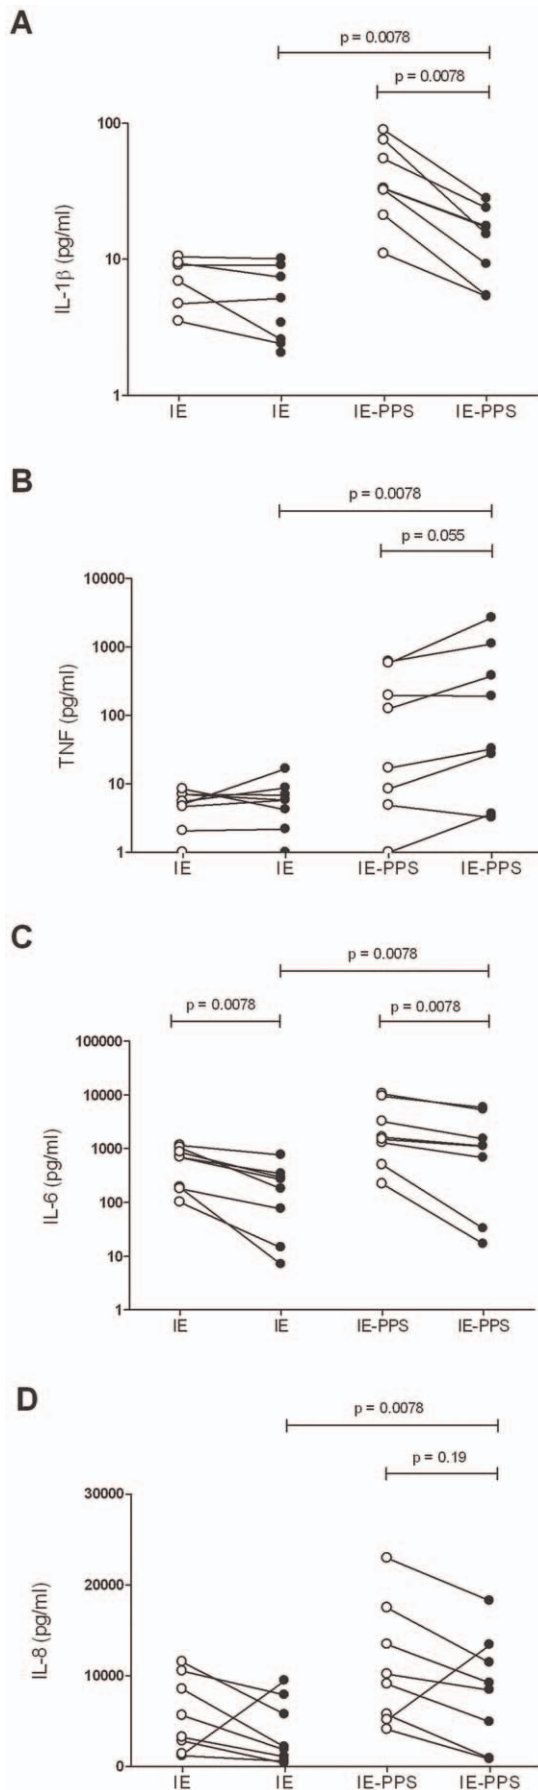 A
p = 0.0078
p = 0.0078
100
10
1
IL-1β (pg/ml)
IE IE IE-PPS IE-PPS
B
p = 0.0078
p = 0.055
10000
1000
100
10
1
TNF (pg/ml)
IE IE IE-PPS IE-PPS
C
p = 0.0078
p = 0.0078 p = 0.0078
100000
10000
1000
100
10
1
IL-6 (pg/ml)
IE IE IE-PPS IE-PPS
D
p = 0.0078
p = 0.19
30000
20000
10000
0
IL-8 (pg/ml)
IE IE IE-PPS IE-PPS